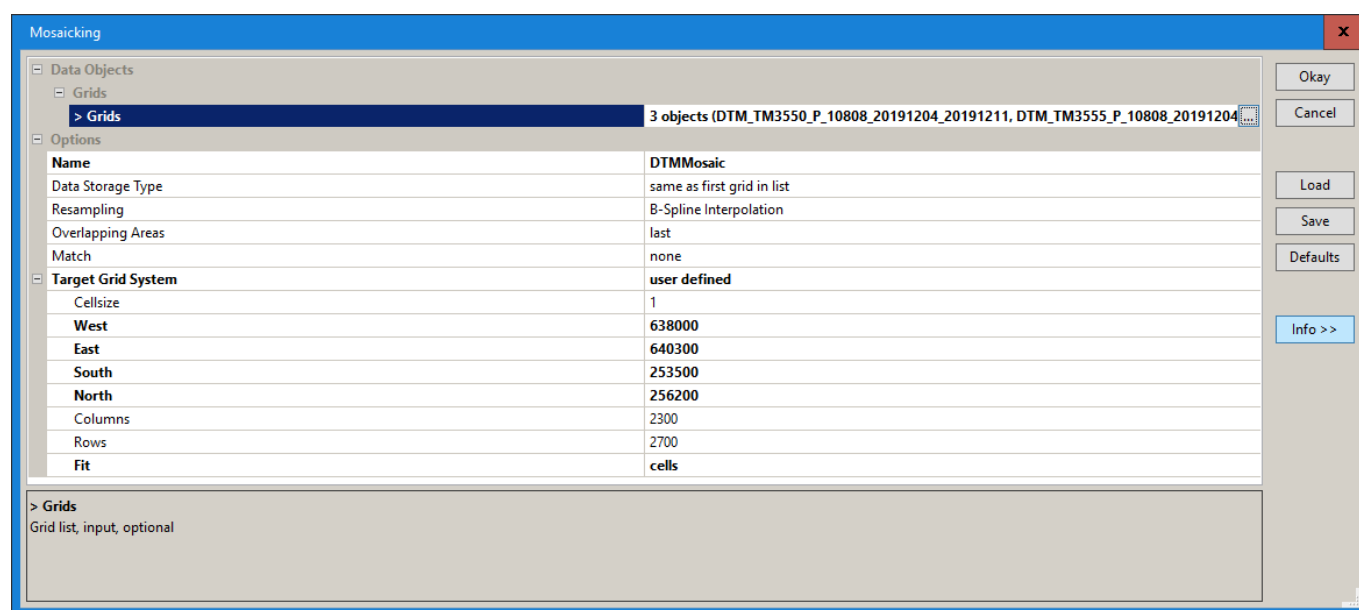 Mosaicking
x
Data Objects
Grids
> Grids 3 objects (DTM_TM3550_P_10808_20191204_20191211, DTM_TM3555_P_10808_20191204 ...
Options
Name DTMMosaic
Data Storage Type same as first grid in list
Resampling B-Spline Interpolation
Overlapping Areas last
Match none
Target Grid System user defined
Cellsize 1
West 638000
East 640300
South 253500
North 256200
Columns 2300
Rows 2700
Fit cells
Okay
Cancel
Load
Save
Defaults
Info >>
> Grids
Grid list, input, optional